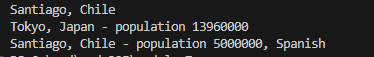 Santiago, Chile
Tokyo, Japan - population 13960000
Santiago, Chile - population 5000000, Spanish